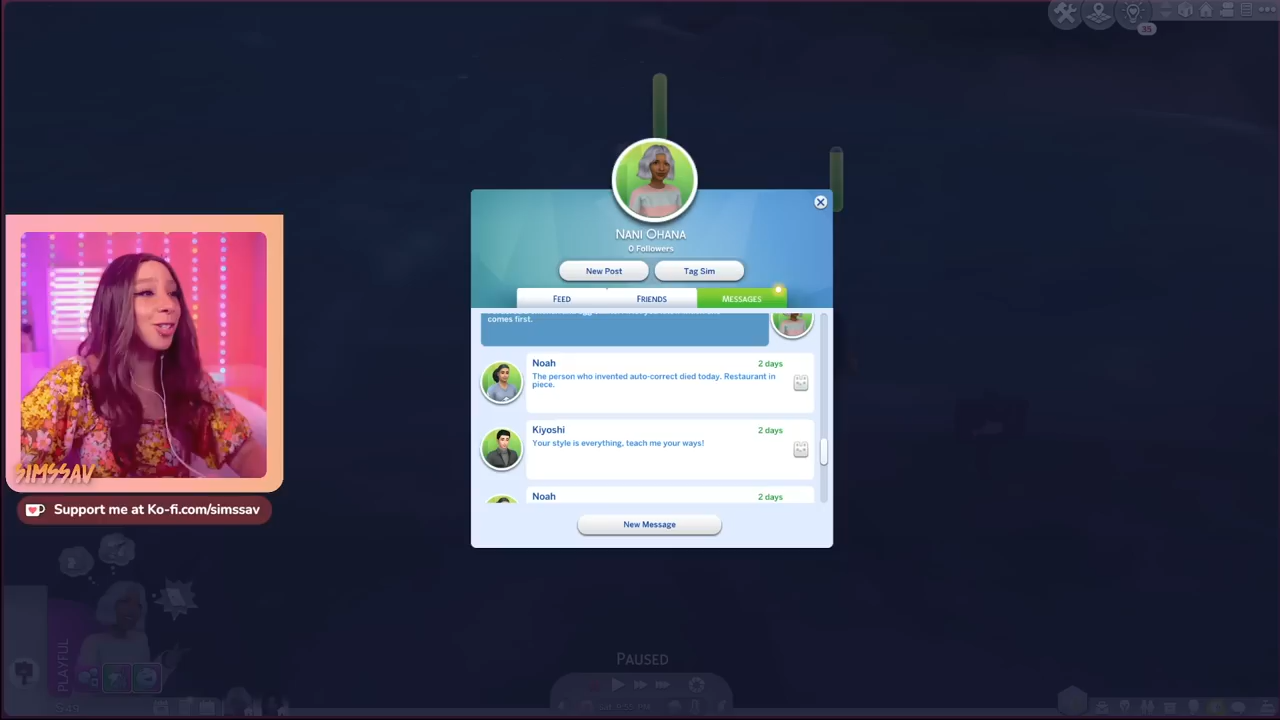 35
NANI OHANA
0 Followers
New Post
Tag Sim
FEED
FRIENDS
MESSAGES
comes first.
Noah
2 days
The person who invented auto-correct died today. Restaurant in
piece.
Kiyoshi
2 days
Your style is everything, teach me your ways!
Noah
2 days
New Message
SIMSSAV
Support me at Ko-fi.com/simssav
PLAYFUL
PAUSED